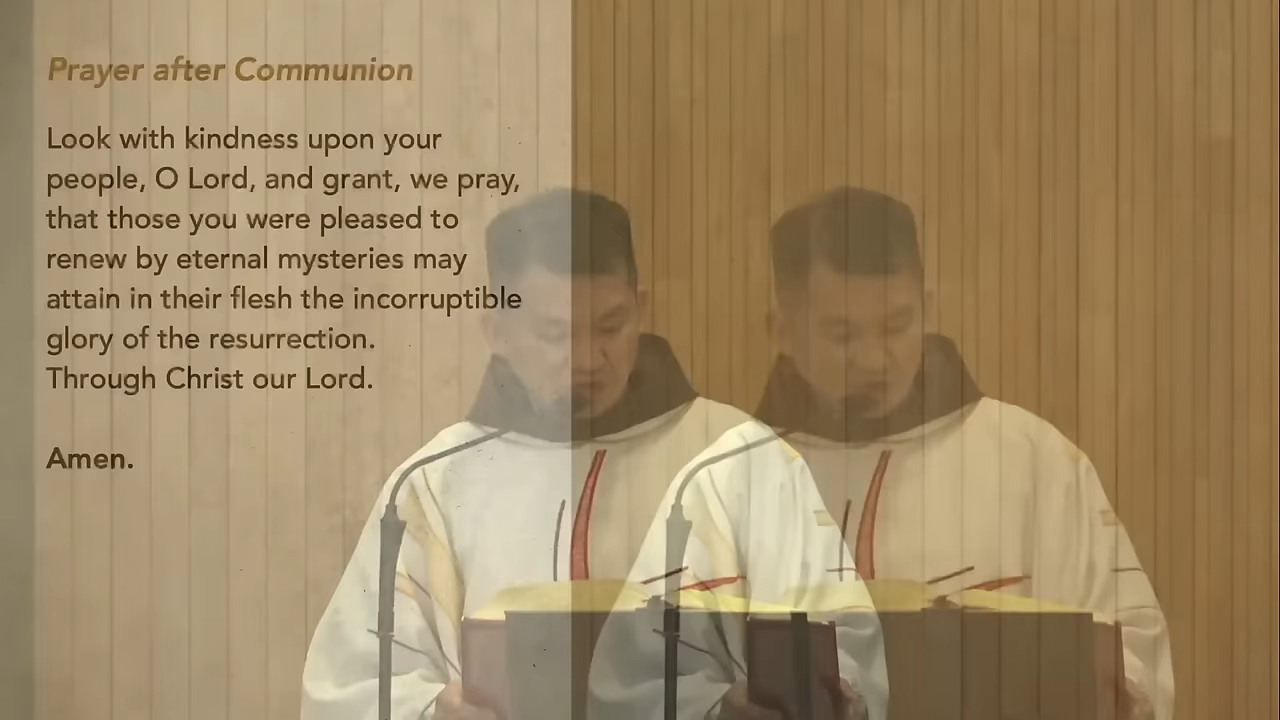 Prayer after Communion
Look with kindness upon your
people, O Lord, and grant, we pray,
that those you were pleased to
renew by eternal mysteries may
attain in their flesh the incorruptible
glory of the resurrection.
Through Christ our Lord.
Amen.